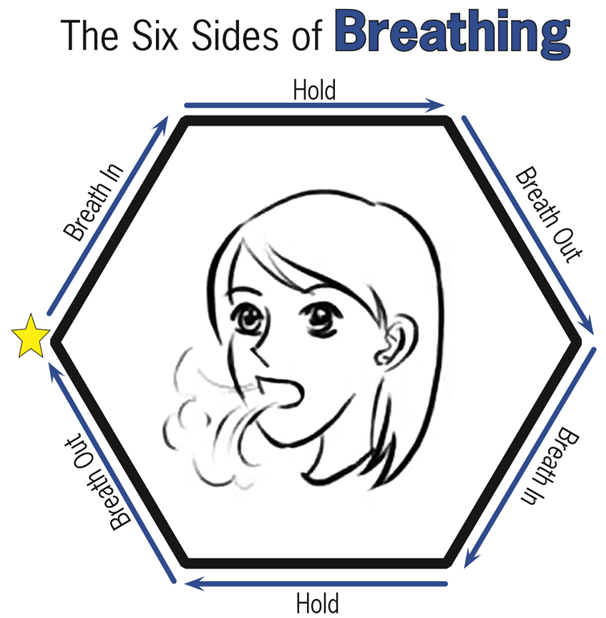 The Six Sides of Breathing
Hold
Breath In
Breath Out
Breath Out
Breath In
Hold